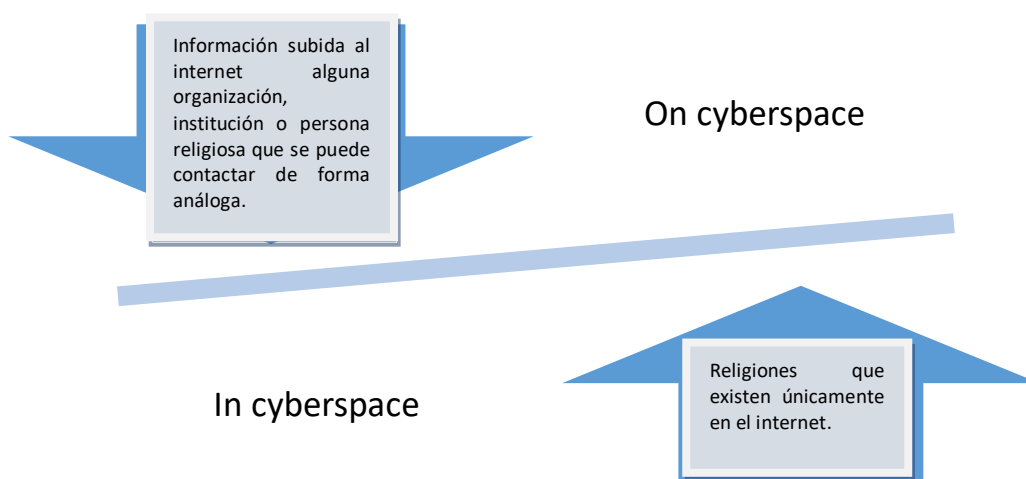 Información subida al
internet alguna
organización,
institución o persona
religiosa que se puede
contactar de forma
análoga.
On cyberspace
In cyberspace
Religiones que
existen únicamente
en el internet.